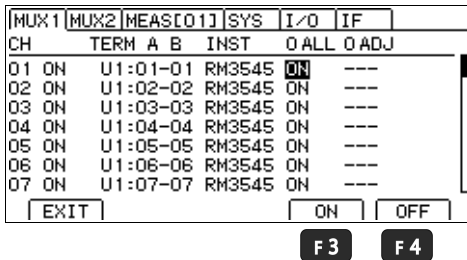 MUX1 MUX2 MEAS[01] SYS I/O IF
CH TERM A B INST 0 ALL 0 ADJ
01 ON U1:01-01 RM3545 ON ---
02 ON U1:02-02 RM3545 ON ---
03 ON U1:03-03 RM3545 ON ---
04 ON U1:04-04 RM3545 ON ---
05 ON U1:05-05 RM3545 ON ---
06 ON U1:06-06 RM3545 ON ---
07 ON U1:07-07 RM3545 ON ---
EXIT ON OFF
F3 F4